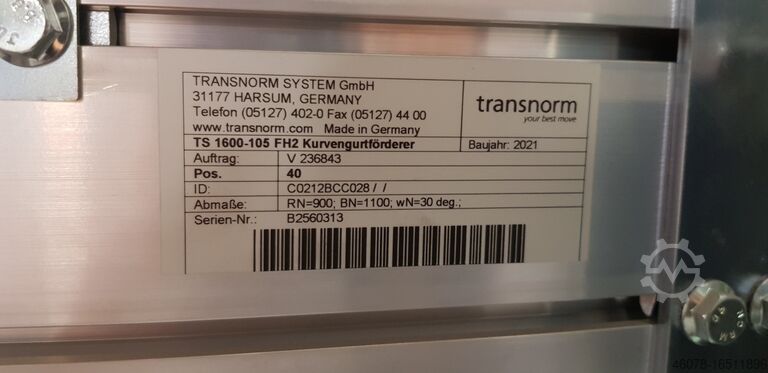 TRANSNORM SYSTEM GmbH
31177 HARSUM, GERMANY
Telefon (05127) 402-0 Fax (05127) 44 00
www.transnorm.com Made in Germany
transnorm
your best move
TS 1600-105 FH2 Kurvengurtförderer
Baujahr: 2021
Auftrag: V 236843
Pos. 40
ID: C0212BCC028 / /
Abmaße: RN=900; BN=1100; wN=30 deg.;
Serien-Nr.: B2560313
46078-16511899